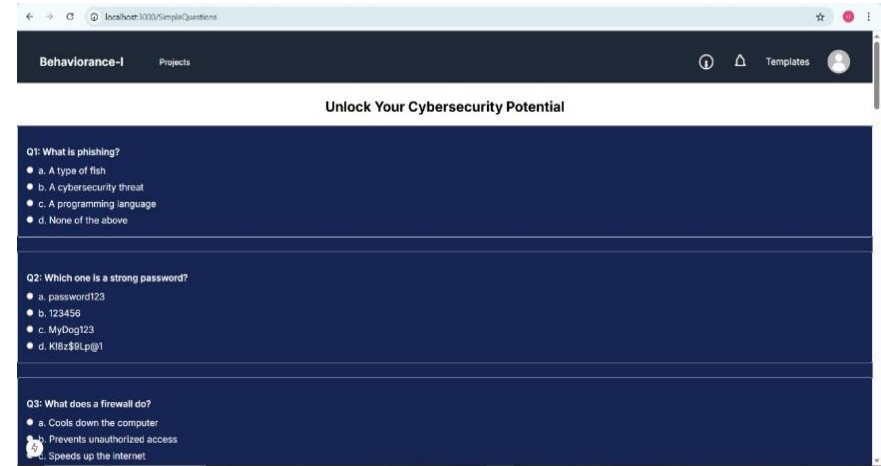 localhost:3000/SimpleQuestions
Behaviorance-I Projects Templates
Unlock Your Cybersecurity Potential
Q1: What is phishing?
a. A type of fish
b. A cybersecurity threat
c. A programming language
d. None of the above
Q2: Which one is a strong password?
a. password123
b. 123456
c. MyDog123
d. K!8z$9Lp@1
Q3: What does a firewall do?
a. Cools down the computer
b. Prevents unauthorized access
c. Speeds up the internet